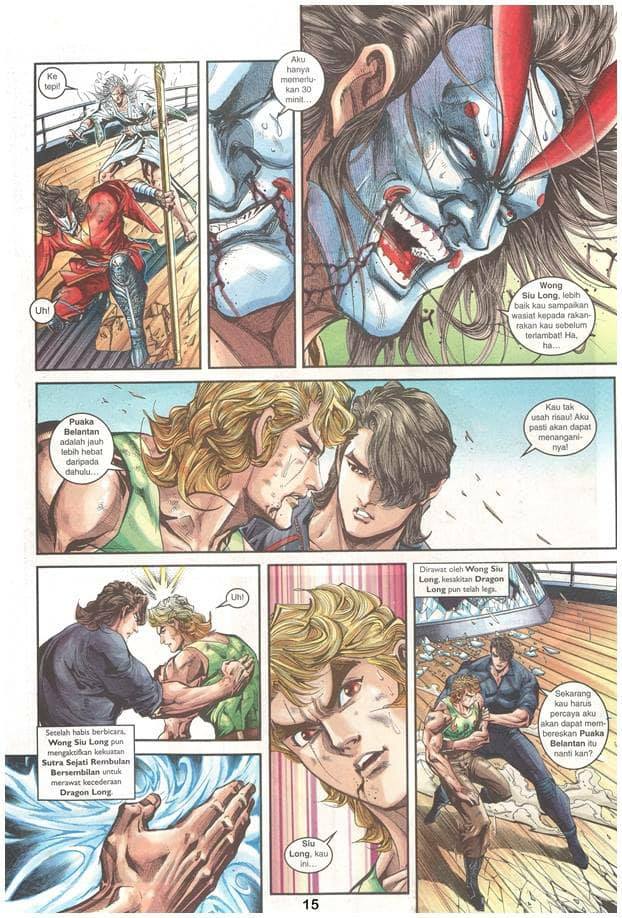 Ke
tepi!
Uh!
Aku
hanya
memerlu-
kan 30
minit...
Wong
Siu Long, lebih
baik kau sampaikan
wasiat kepada rakan-
rakan kau sebelum
terlambat! Ha,
ha...
Puaka
Belantan
adalah jauh
lebih hebat
daripada
dahulu...
Kau tak
usah risau! Aku
pasti akan dapat
menangani-
nya!
Uh!
Setelah habis berbicara,
Wong Siu Long pun
mengaktifkan kekuatan
Sutra Sejati Rembulan
Bersembilan untuk
merawat kecederaan
Dragon Long.
Siu
Long, kau
ini...
Dirawat oleh Wong Siu
Long, kesakitan Dragon
Long pun telah lega.
Sekarang
kau harus
percaya aku
akan dapat mem-
bereskan Puaka
Belantan itu
nanti kan?
15